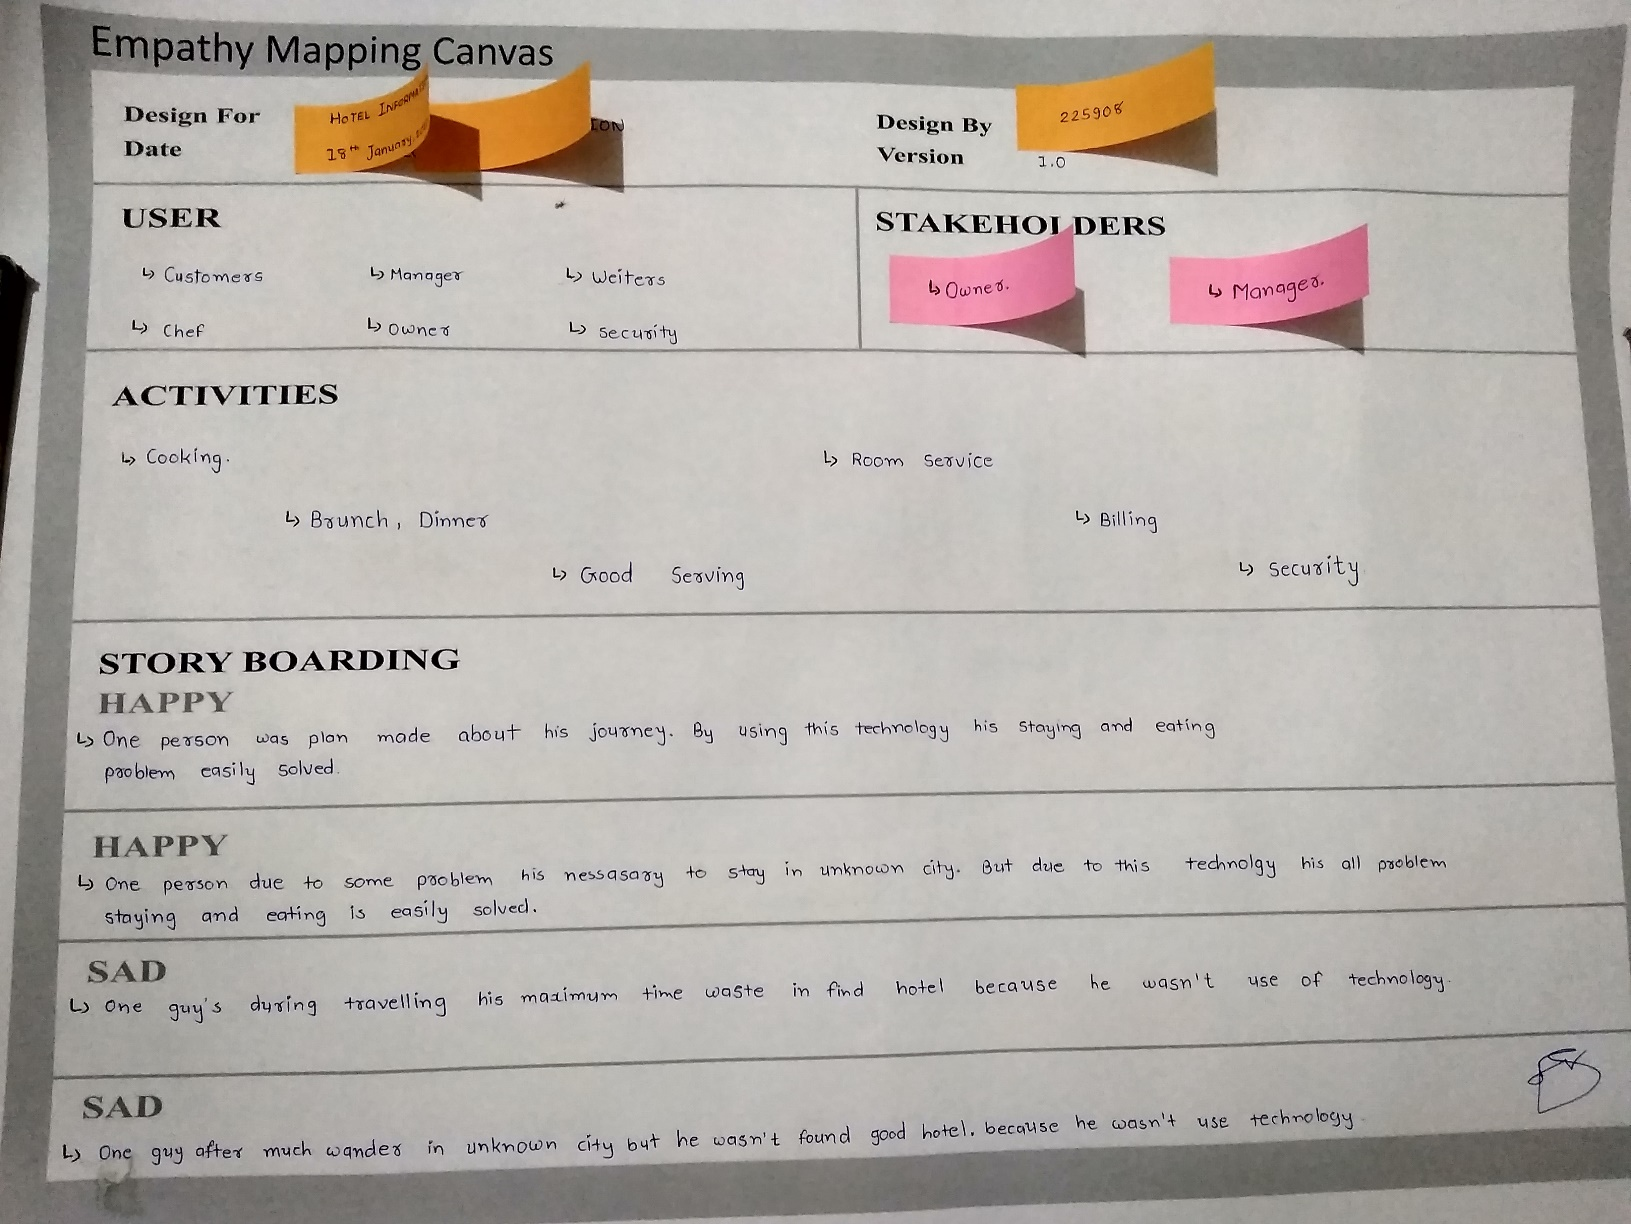 Empathy Mapping Canvas
Design For HOTEL INFORMA ION
Date 18th January,
Design By 225908
Version 1.0
USER
↳ Customers ↳ Manager ↳ Weiters
↳ Chef ↳ Owner ↳ Security
STAKEHOLDERS
↳ Owner. ↳ Manager.
ACTIVITIES
↳ Cooking. ↳ Room Service
↳ Brunch, Dinner ↳ Billing
↳ Good Serving ↳ Security
STORY BOARDING
HAPPY
↳ One person was plan made about his journey. By using this technology his staying and eating
problem easily solved.
HAPPY
↳ One person due to some problem his nessasary to stay in unknown city. But due to this technolgy his all problem
staying and eating is easily solved.
SAD
↳ One guy's during travelling his maximum time waste in find hotel because he wasn't use of technology.
SAD
↳ One guy after much wander in unknown city but he wasn't found good hotel. because he wasn't use technology